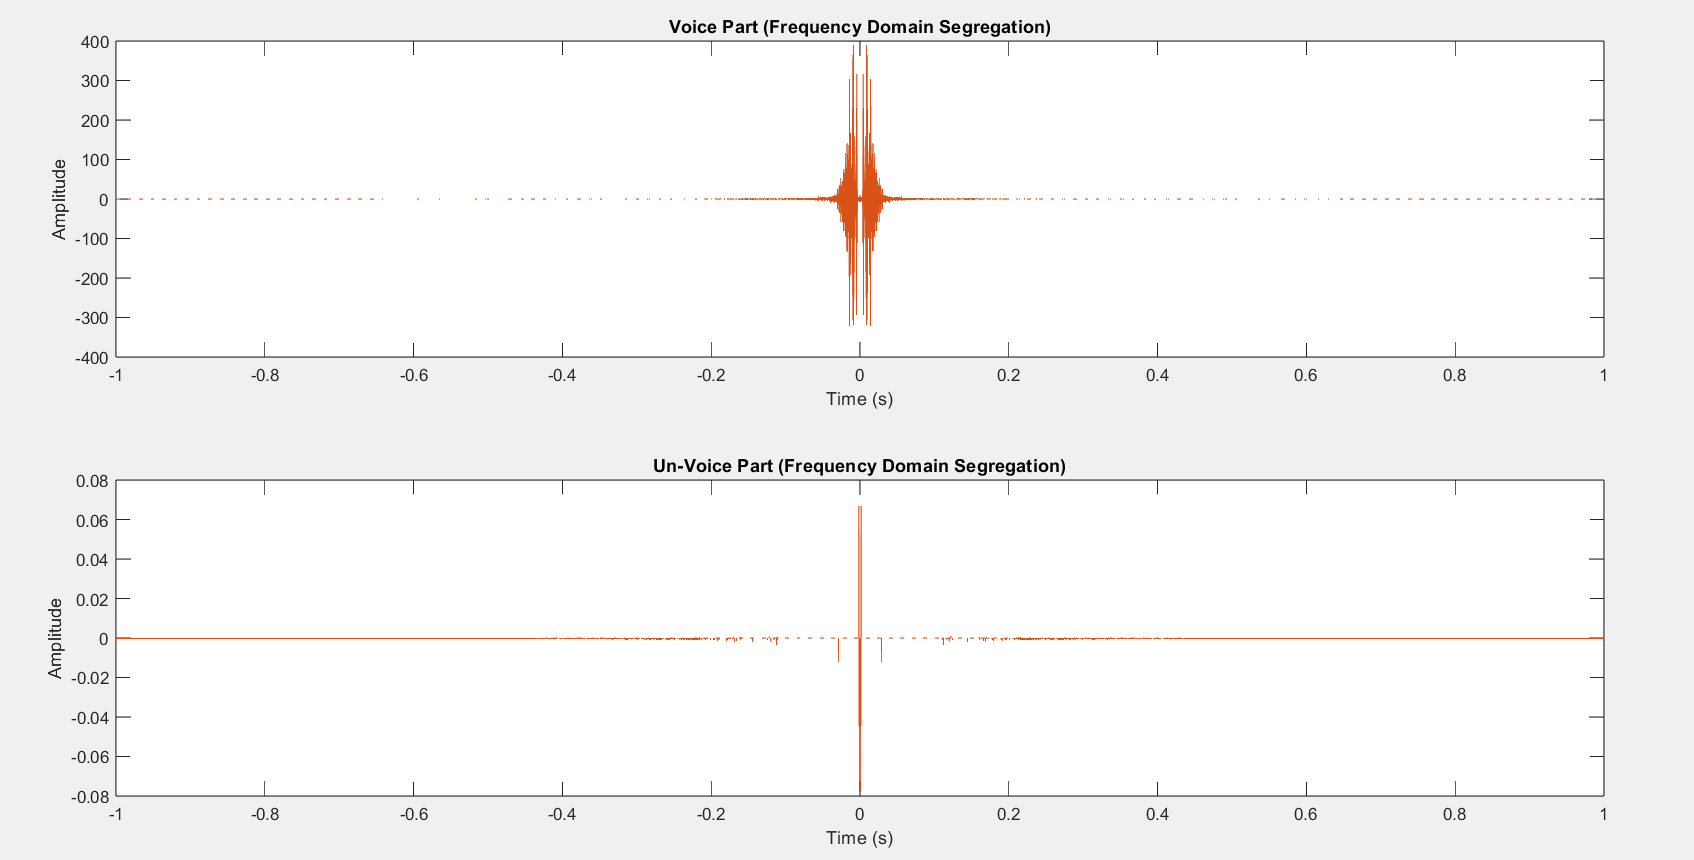 Voice Part (Frequency Domain Segregation)
400
300
200
100
0
-100
-200
-300
-400
Amplitude
-1 -0.8 -0.6 -0.4 -0.2 0 0.2 0.4 0.6 0.8 1
Time (s)
Un-Voice Part (Frequency Domain Segregation)
0.08
0.06
0.04
0.02
0
-0.02
-0.04
-0.06
-0.08
Amplitude
-1 -0.8 -0.6 -0.4 -0.2 0 0.2 0.4 0.6 0.8 1
Time (s)